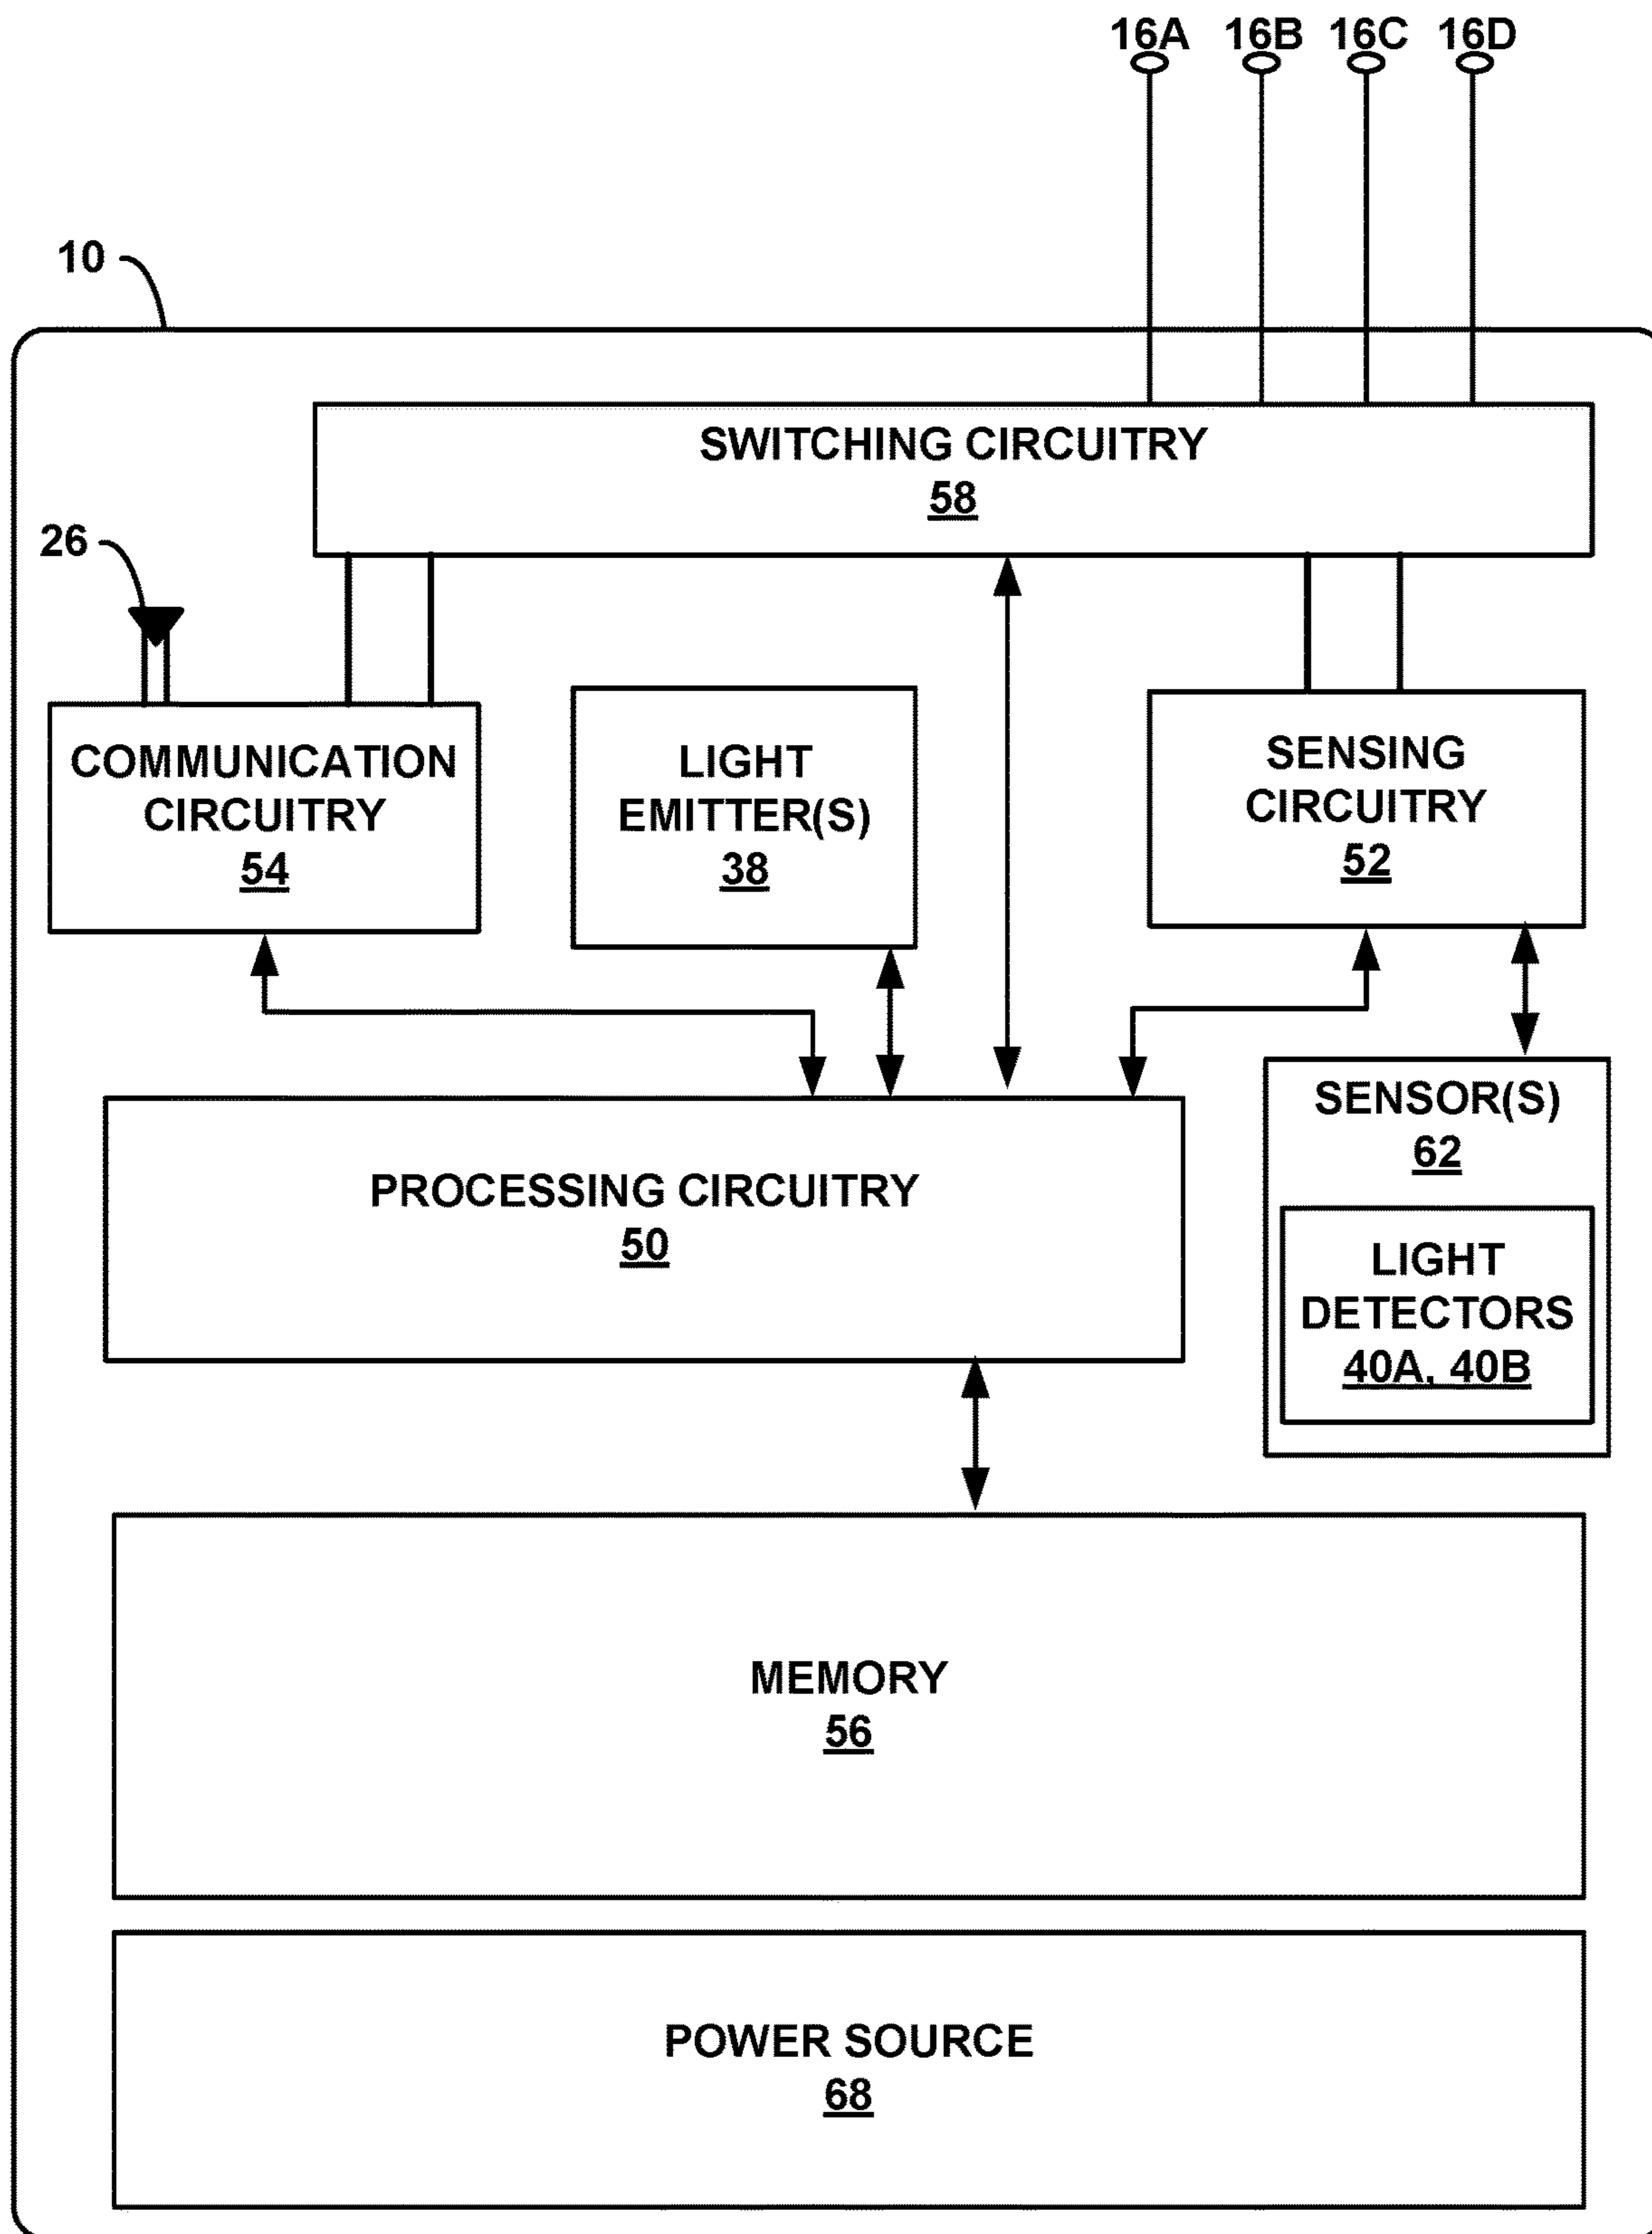 16A 16B 16C 16D
10
SWITCHING CIRCUITRY
58
26
COMMUNICATION
CIRCUITRY
54
LIGHT
EMITTER(S)
38
SENSING
CIRCUITRY
52
PROCESSING CIRCUITRY
50
SENSOR(S)
62
LIGHT
DETECTORS
40A, 40B
MEMORY
56
POWER SOURCE
68